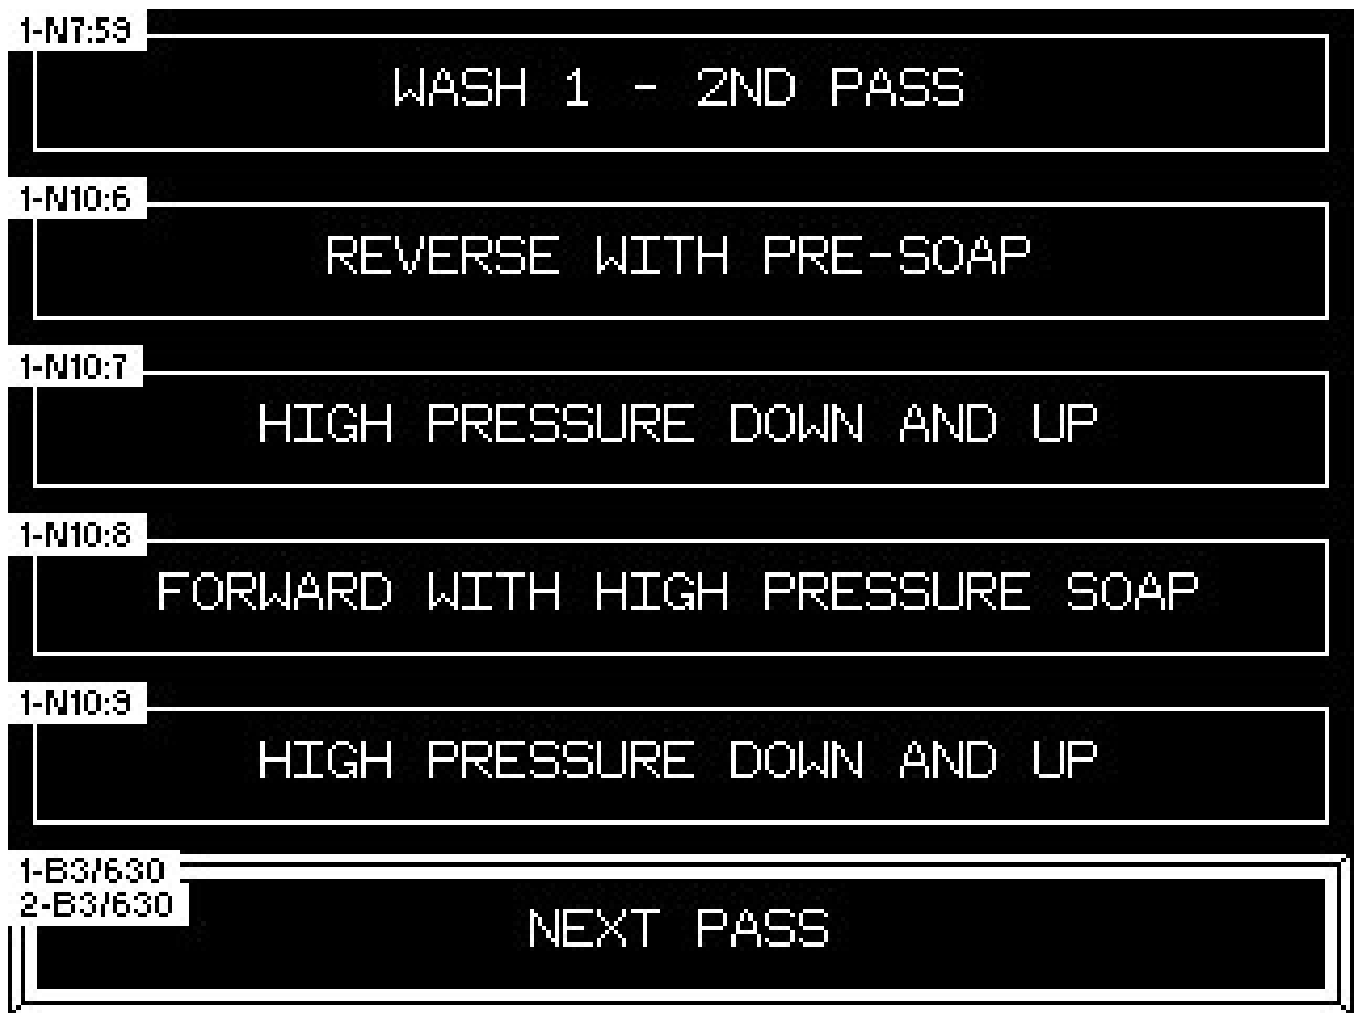 1-N7:59
WASH 1 - 2ND PASS
1-N10:6
REVERSE WITH PRE-SOAP
1-N10:7
HIGH PRESSURE DOWN AND UP
1-N10:8
FORWARD WITH HIGH PRESSURE SOAP
1-N10:9
HIGH PRESSURE DOWN AND UP
1-B3/630
2-B3/630
NEXT PASS